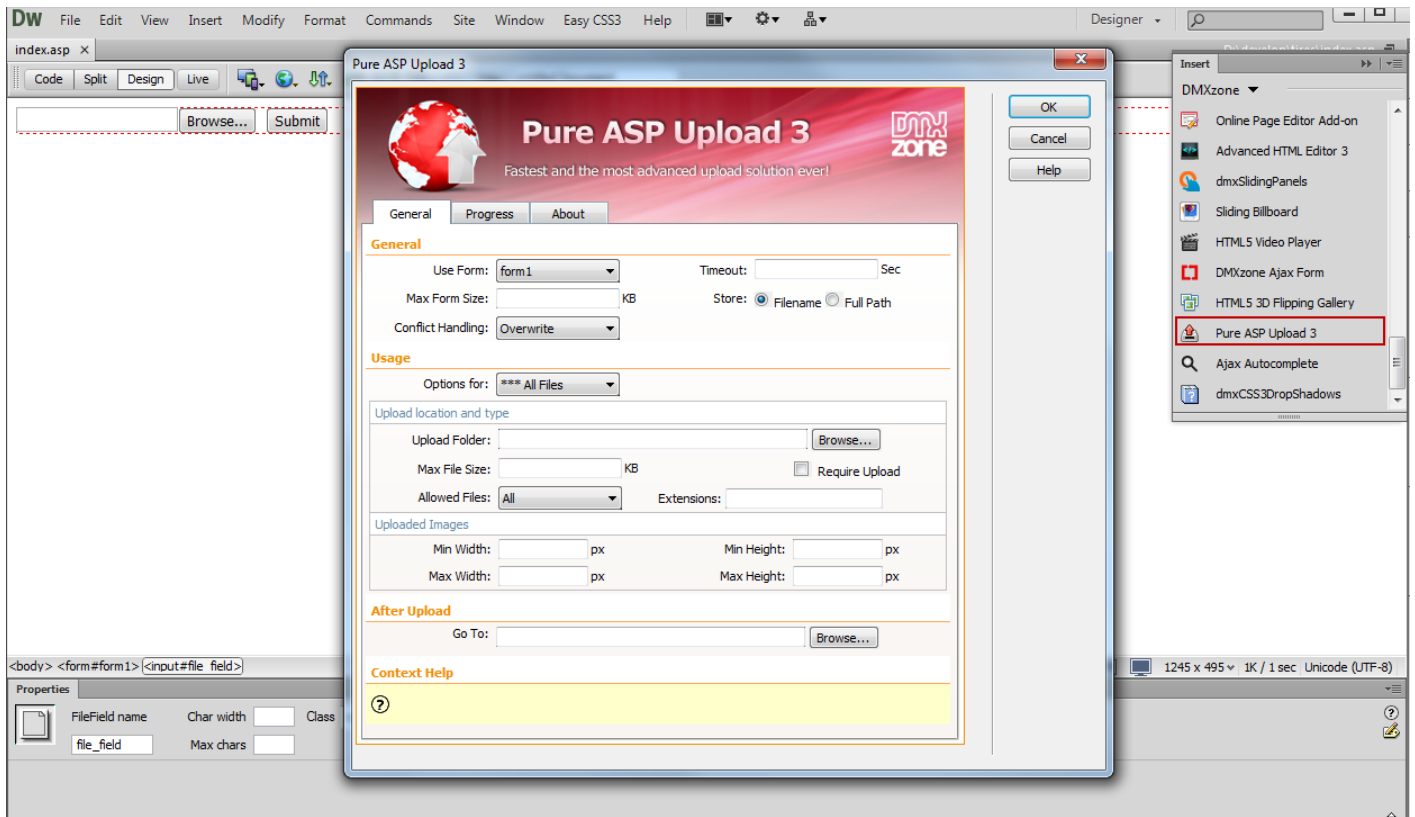 DW File Edit View Insert Modify Format Commands Site Window Easy CSS3 Help Designer
index.asp
Code Split Design Live
Browse... Submit
Pure ASP Upload 3
Pure ASP Upload 3
DMX zone
Fastest and the most advanced upload solution ever!
General Progress About
General
Use Form: form1 Timeout: Sec
Max Form Size: KB Store: Filename Full Path
Conflict Handling: Overwrite
Usage
Options for: *** All Files
Upload location and type
Upload Folder: Browse...
Max File Size: KB Require Upload
Allowed Files: All Extensions:
Uploaded Images
Min Width: px Min Height: px
Max Width: px Max Height: px
After Upload
Go To: Browse...
Context Help
?
OK
Cancel
Help
Insert
DMXzone
Online Page Editor Add-on
Advanced HTML Editor 3
dmxSlidingPanels
Sliding Billboard
HTML5 Video Player
DMXzone Ajax Form
HTML5 3D Flipping Gallery
Pure ASP Upload 3
Ajax Autocomplete
dmxCSS3DropShadows
<body> <form#form1> <input#file_field> 1245 x 495 1K / 1 sec Unicode (UTF-8)
Properties
FileField name Char width Class
file_field Max chars